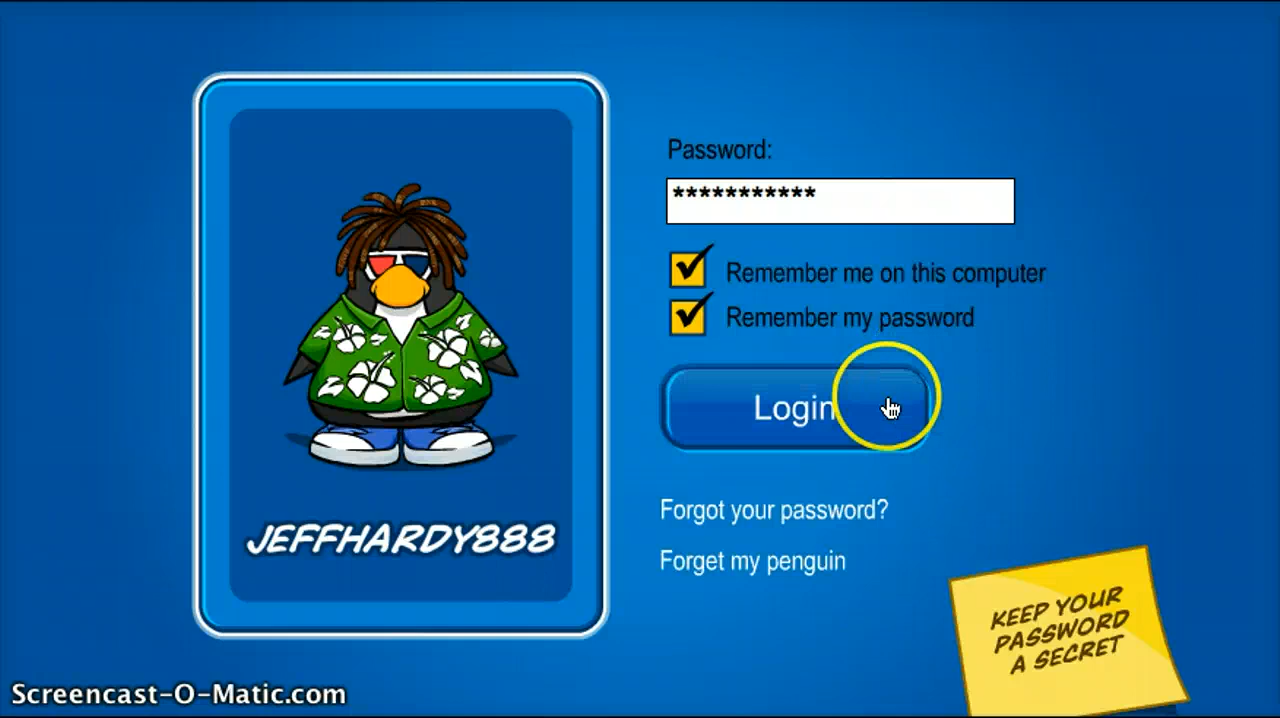 Password:
***********
Remember me on this computer
Remember my password
Login
Forgot your password?
Forget my penguin
JEFFHARDY888
KEEP YOUR
PASSWORD
A SECRET
Screencast-O-Matic.com